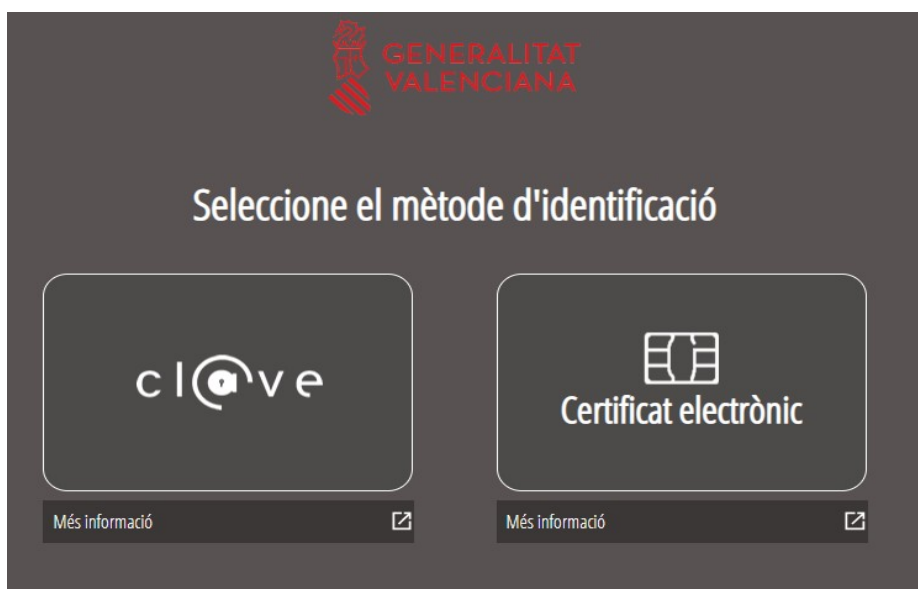 GENERALITAT
VALENCIANA
Seleccione el mètode d'identificació
cl@ve
Certificat electrònic
Més informació
Més informació